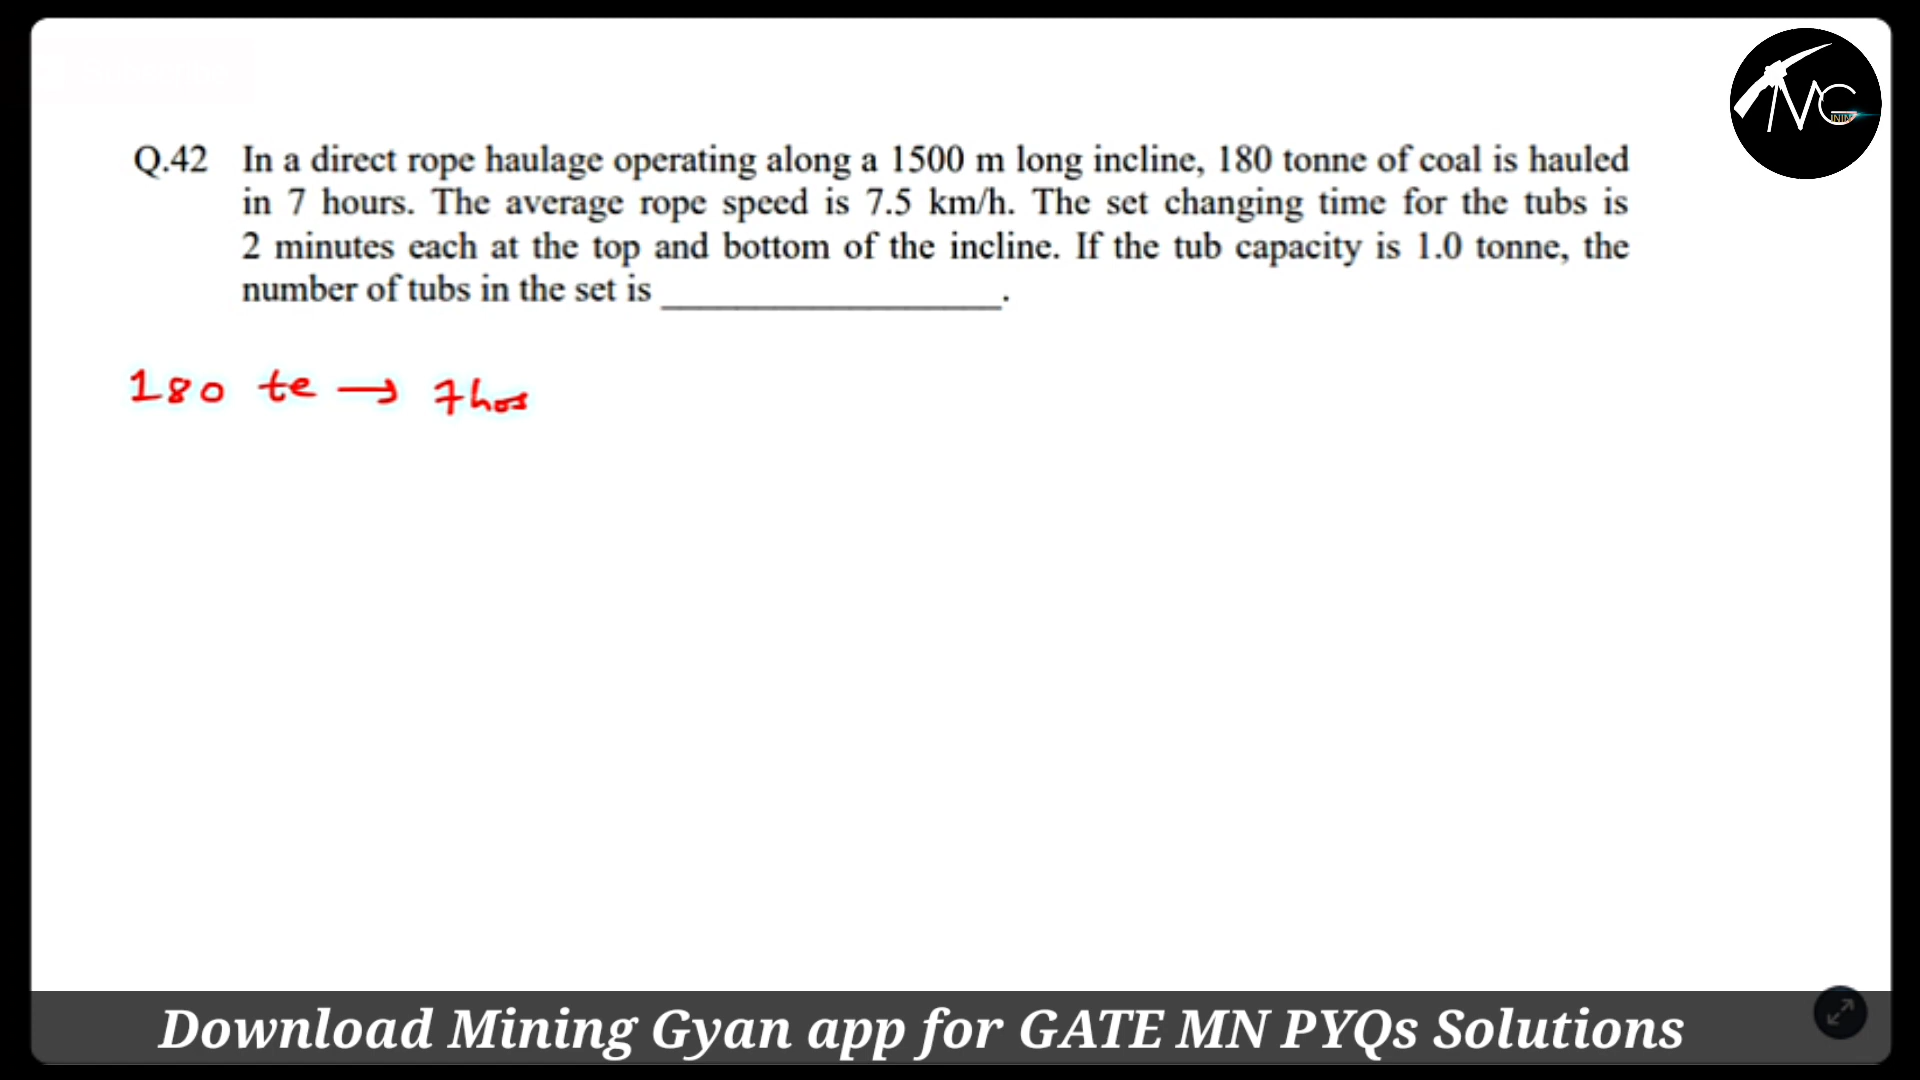 Q.42 In a direct rope haulage operating along a 1500 m long incline, 180 tonne of coal is hauled
in 7 hours. The average rope speed is 7.5 km/h. The set changing time for the tubs is
2 minutes each at the top and bottom of the incline. If the tub capacity is 1.0 tonne, the
number of tubs in the set is ____________________.
180 te → 7hrs
Download Mining Gyan app for GATE MN PYQs Solutions